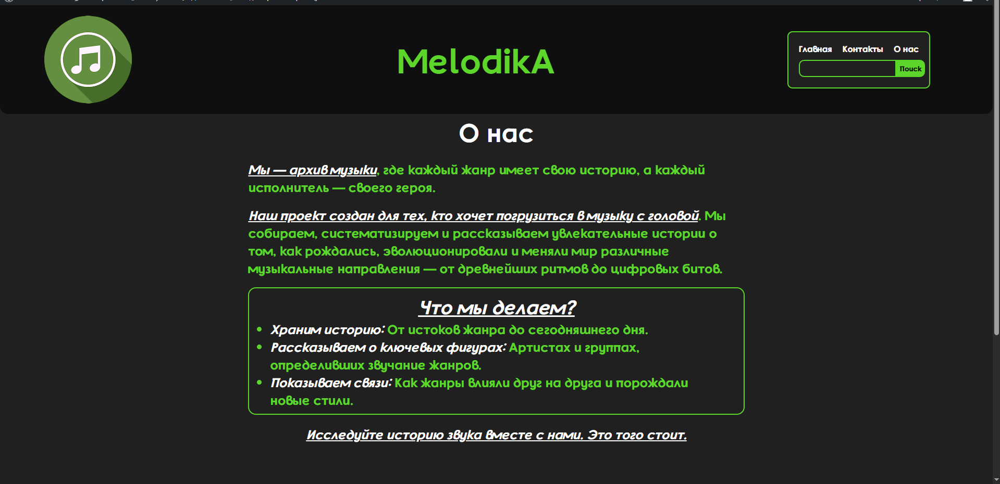 MelodikA
Главная Контакты О нас
Поиск
О нас
Мы — архив музыки, где каждый жанр имеет свою историю, а каждый
исполнитель — своего героя.
Наш проект создан для тех, кто хочет погрузиться в музыку с головой. Мы
собираем, систематизируем и рассказываем увлекательные истории о
том, как рождались, эволюционировали и меняли мир различные
музыкальные направления — от древнейших ритмов до цифровых битов.
Что мы делаем?
Храним историю: От истоков жанра до сегодняшнего дня.
Рассказываем о ключевых фигурах: Артистах и группах,
определивших звучание жанров.
Показываем связи: Как жанры влияли друг на друга и порождали
новые стили.
Исследуйте историю звука вместе с нами. Это того стоит.